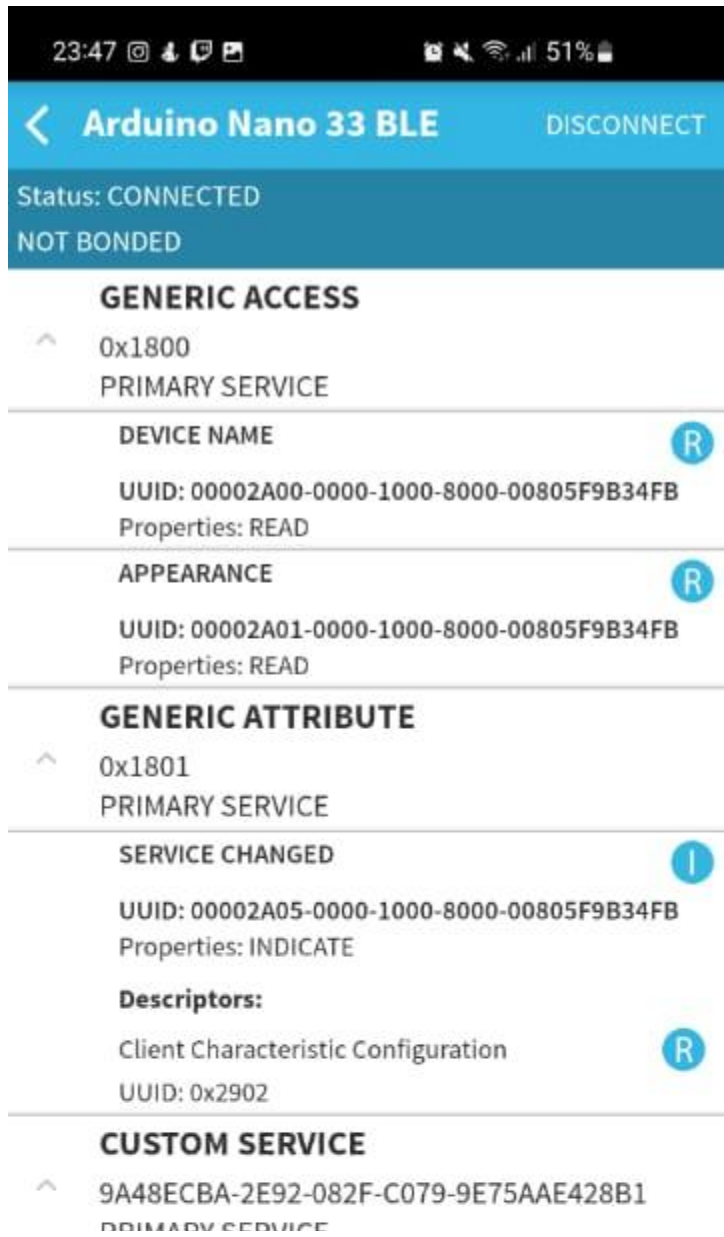 23:47 51%
Arduino Nano 33 BLE DISCONNECT
Status: CONNECTED
NOT BONDED
GENERIC ACCESS
0x1800
PRIMARY SERVICE
DEVICE NAME
R
UUID: 00002A00-0000-1000-8000-00805F9B34FB
Properties: READ
APPEARANCE
R
UUID: 00002A01-0000-1000-8000-00805F9B34FB
Properties: READ
GENERIC ATTRIBUTE
0x1801
PRIMARY SERVICE
SERVICE CHANGED
I
UUID: 00002A05-0000-1000-8000-00805F9B34FB
Properties: INDICATE
Descriptors:
Client Characteristic Configuration R
UUID: 0x2902
CUSTOM SERVICE
9A48ECBA-2E92-082F-C079-9E75AAE428B1
PRIMARY SERVICE